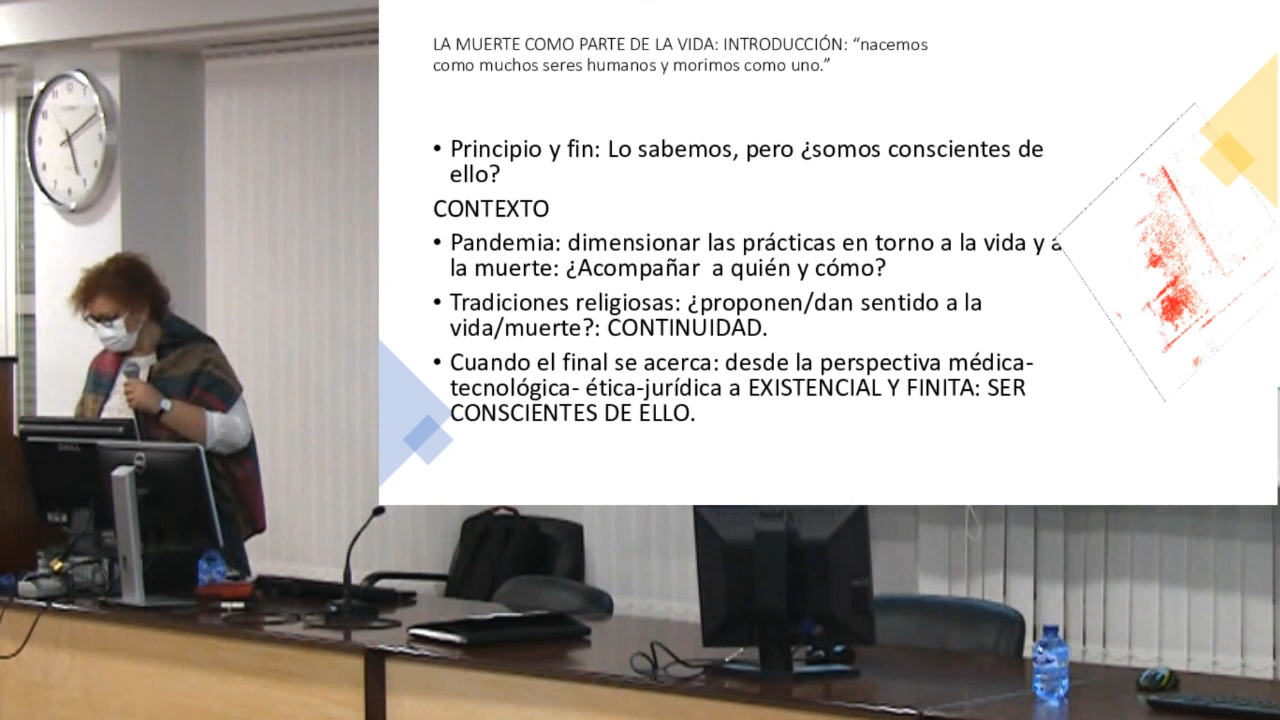 LA MUERTE COMO PARTE DE LA VIDA: INTRODUCCIÓN: “nacemos
como muchos seres humanos y morimos como uno.”
• Principio y fin: Lo sabemos, pero ¿somos conscientes de
ello?
CONTEXTO
• Pandemia: dimensionar las prácticas en torno a la vida y a
la muerte: ¿Acompañar a quién y cómo?
• Tradiciones religiosas: ¿proponen/dan sentido a la
vida/muerte?: CONTINUIDAD.
• Cuando el final se acerca: desde la perspectiva médica-
tecnológica- ética-jurídica a EXISTENCIAL Y FINITA: SER
CONSCIENTES DE ELLO.
DELL